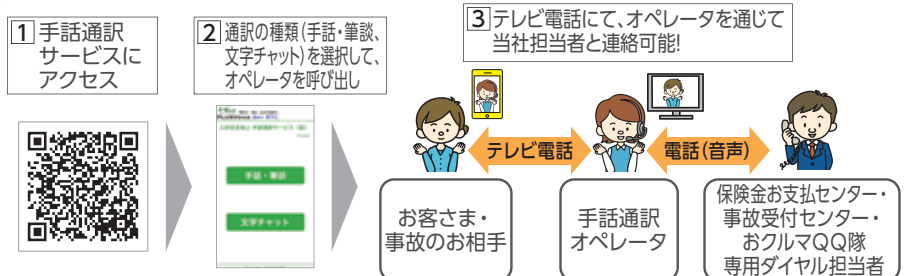 1 手話通訳
サービスに
アクセス
2 通訳の種類(手話・筆談、
文字チャット)を選択して、
オペレータを呼び出し
手話・筆談
文字チャット
3 テレビ電話にて、オペレータを通じて
当社担当者と連絡可能!
テレビ電話
電話(音声)
お客さま・
事故のお相手
手話通訳
オペレータ
保険金お支払センター・
事故受付センター・
おクルマQQ隊
専用ダイヤル担当者